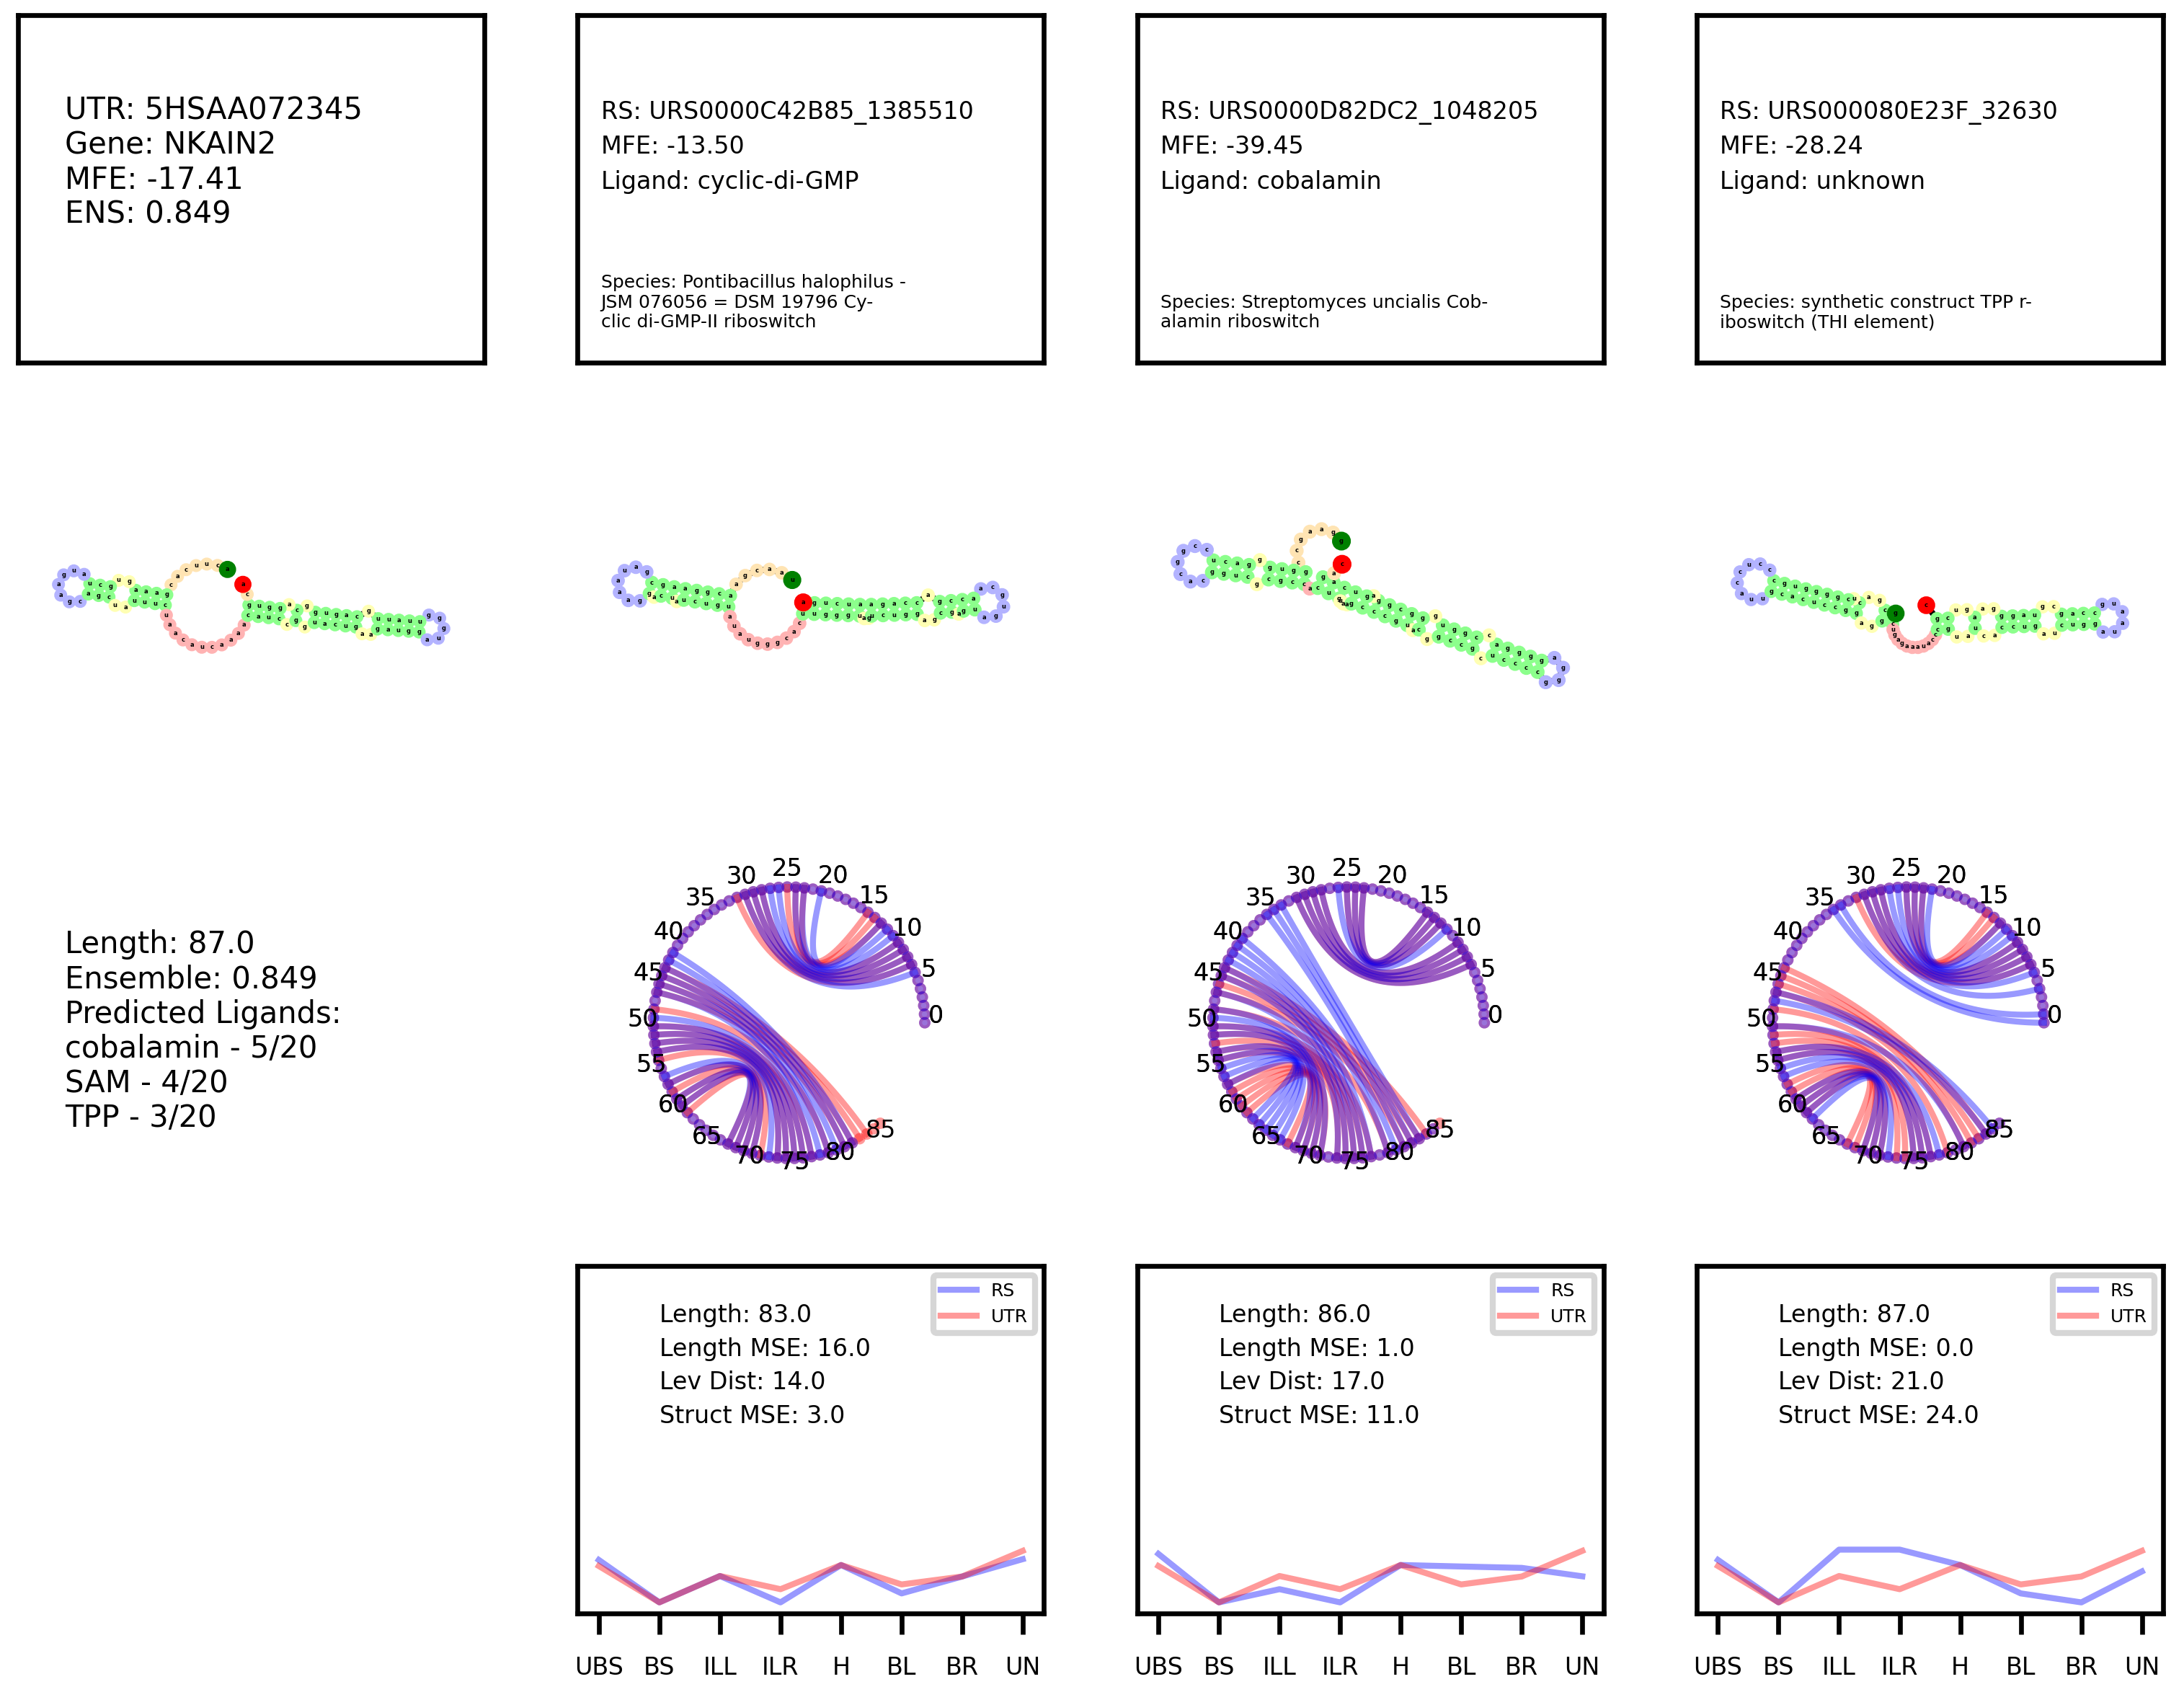 UTR: 5HSAA072345
Gene: NKAIN2
MFE: -17.41
ENS: 0.849
RS: URS0000C42B85_1385510
MFE: -13.50
Ligand: cyclic-di-GMP
Species: Pontibacillus halophilus -
JSM 076056 = DSM 19796 Cy-
clic di-GMP-II riboswitch
RS: URS0000D82DC2_1048205
MFE: -39.45
Ligand: cobalamin
Species: Streptomyces uncialis Cob-
alamin riboswitch
RS: URS000080E23F_32630
MFE: -28.24
Ligand: unknown
Species: synthetic construct TPP r-
iboswitch (THI element)
Length: 87.0
Ensemble: 0.849
Predicted Ligands:
cobalamin - 5/20
SAM - 4/20
TPP - 3/20
0
5
10
15
20
25
30
35
40
45
50
55
60
65
70
75
80
85
0
5
10
15
20
25
30
35
40
45
50
55
60
65
70
75
80
85
0
5
10
15
20
25
30
35
40
45
50
55
60
65
70
75
80
85
RS
UTR
Length: 83.0
Length MSE: 16.0
Lev Dist: 14.0
Struct MSE: 3.0
UBS BS ILL ILR H BL BR UN
RS
UTR
Length: 86.0
Length MSE: 1.0
Lev Dist: 17.0
Struct MSE: 11.0
UBS BS ILL ILR H BL BR UN
RS
UTR
Length: 87.0
Length MSE: 0.0
Lev Dist: 21.0
Struct MSE: 24.0
UBS BS ILL ILR H BL BR UN